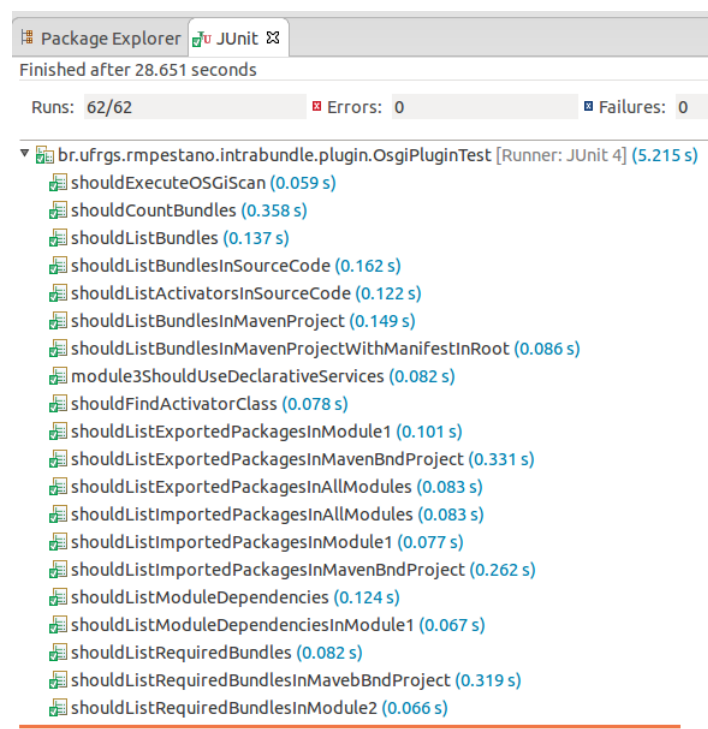 Package Explorer JUnit
Finished after 28.651 seconds
Runs: 62/62 Errors: 0 Failures: 0
br.ufrgs.rmpestano.intrabundle.plugin.OsgiPluginTest [Runner: JUnit 4] (5.215 s)
shouldExecuteOSGiScan (0.059 s)
shouldCountBundles (0.358 s)
shouldListBundles (0.137 s)
shouldListBundlesInSourceCode (0.162 s)
shouldListActivatorsInSourceCode (0.122 s)
shouldListBundlesInMavenProject (0.149 s)
shouldListBundlesInMavenProjectWithManifestInRoot (0.086 s)
module3ShouldUseDeclarativeServices (0.082 s)
shouldFindActivatorClass (0.078 s)
shouldListExportedPackagesInModule1 (0.101 s)
shouldListExportedPackagesInMavenBndProject (0.331 s)
shouldListExportedPackagesInAllModules (0.083 s)
shouldListImportedPackagesInAllModules (0.083 s)
shouldListImportedPackagesInModule1 (0.077 s)
shouldListImportedPackagesInMavenBndProject (0.262 s)
shouldListModuleDependencies (0.124 s)
shouldListModuleDependenciesInModule1 (0.067 s)
shouldListRequiredBundles (0.082 s)
shouldListRequiredBundlesInMavebBndProject (0.319 s)
shouldListRequiredBundlesInModule2 (0.066 s)